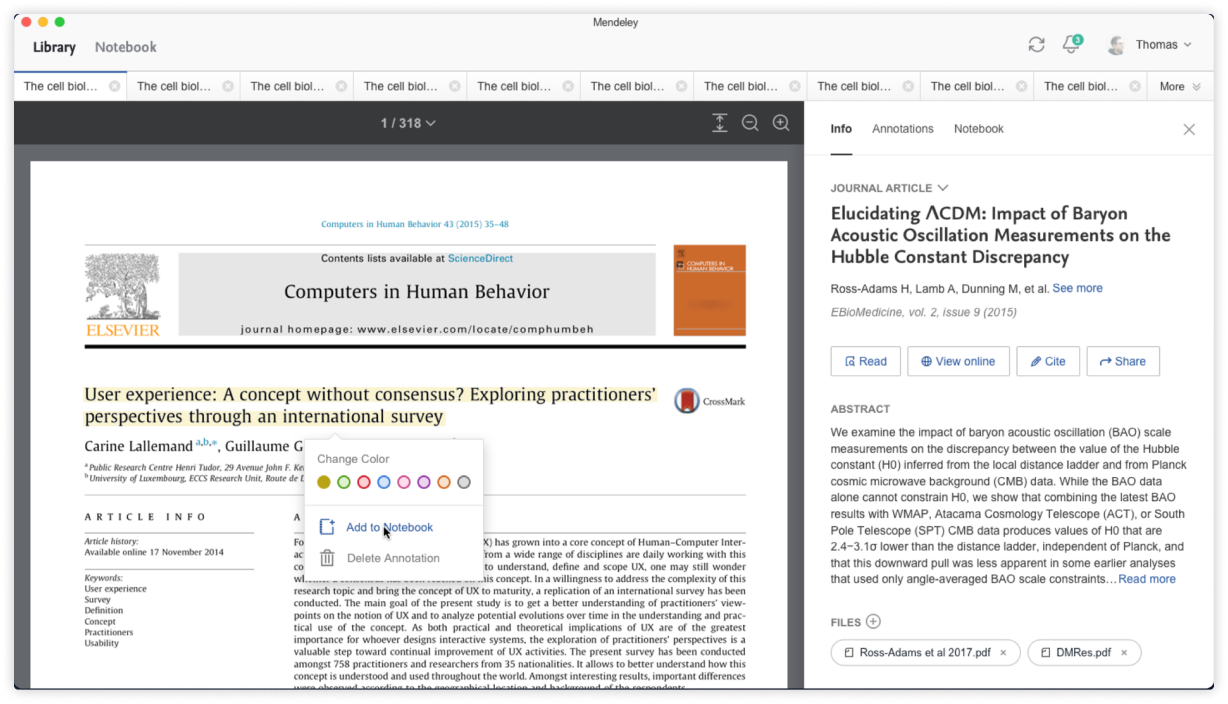 Mendeley
Library Notebook
3
Thomas
The cell biol... The cell biol... The cell biol... The cell biol... The cell biol... The cell biol... The cell biol... The cell biol... The cell biol... The cell biol... More
1 / 318
Computers in Human Behavior 43 (2015) 35–48
Contents lists available at ScienceDirect
Computers in Human Behavior
journal homepage: www.elsevier.com/locate/comphumbeh
ELSEVIER
COMPUTERS IN
HUMAN BEHAVIOR
User experience: A concept without consensus? Exploring practitioners'
perspectives through an international survey
CrossMark
Carine Lallemand a,b,*, Guillaume G
a Public Research Centre Henri Tudor, 29 Avenue John F.
b University of Luxembourg, ECCS Research Unit, Route de
Change Color
Add to Notebook
Delete Annotation
ARTICLE INFO
Article history:
Available online 17 November 2014
Keywords:
User experience
Survey
Definition
Concept
Practitioners
Usability
A
X) has grown into a core concept of Human–Computer Inter-
from a wide range of disciplines are daily working with this
to understand, define and scope UX, one may still wonder
this concept. In a willingness to address the complexity of this
research topic and bring the concept of UX to maturity, a replication of an international survey has been
conducted. The main goal of the present study is to get a better understanding of practitioners' view-
points on the notion of UX and to analyze potential evolutions over time in the understanding and prac-
tical use of the concept. As both practical and theoretical implications of UX are of the greatest
importance for whoever designs interactive systems, the exploration of practitioners' perspectives is a
valuable step toward continual improvement of UX activities. The present survey has been conducted
amongst 758 practitioners and researchers from 35 nationalities. It allows to better understand how this
concept is understood and used throughout the world. Amongst interesting results, important differences
were observed according to the geographical location and background of the respondents.
Info Annotations Notebook
JOURNAL ARTICLE
Elucidating ΛCDM: Impact of Baryon
Acoustic Oscillation Measurements on the
Hubble Constant Discrepancy
Ross-Adams H, Lamb A, Dunning M, et al. See more
EBioMedicine, vol. 2, issue 9 (2015)
Read View online Cite Share
ABSTRACT
We examine the impact of baryon acoustic oscillation (BAO) scale
measurements on the discrepancy between the value of the Hubble
constant (H0) inferred from the local distance ladder and from Planck
cosmic microwave background (CMB) data. While the BAO data
alone cannot constrain H0, we show that combining the latest BAO
results with WMAP, Atacama Cosmology Telescope (ACT), or South
Pole Telescope (SPT) CMB data produces values of H0 that are
2.4−3.1σ lower than the distance ladder, independent of Planck, and
that this downward pull was less apparent in some earlier analyses
that used only angle-averaged BAO scale constraints... Read more
FILES
Ross-Adams et al 2017.pdf × DMRes.pdf ×